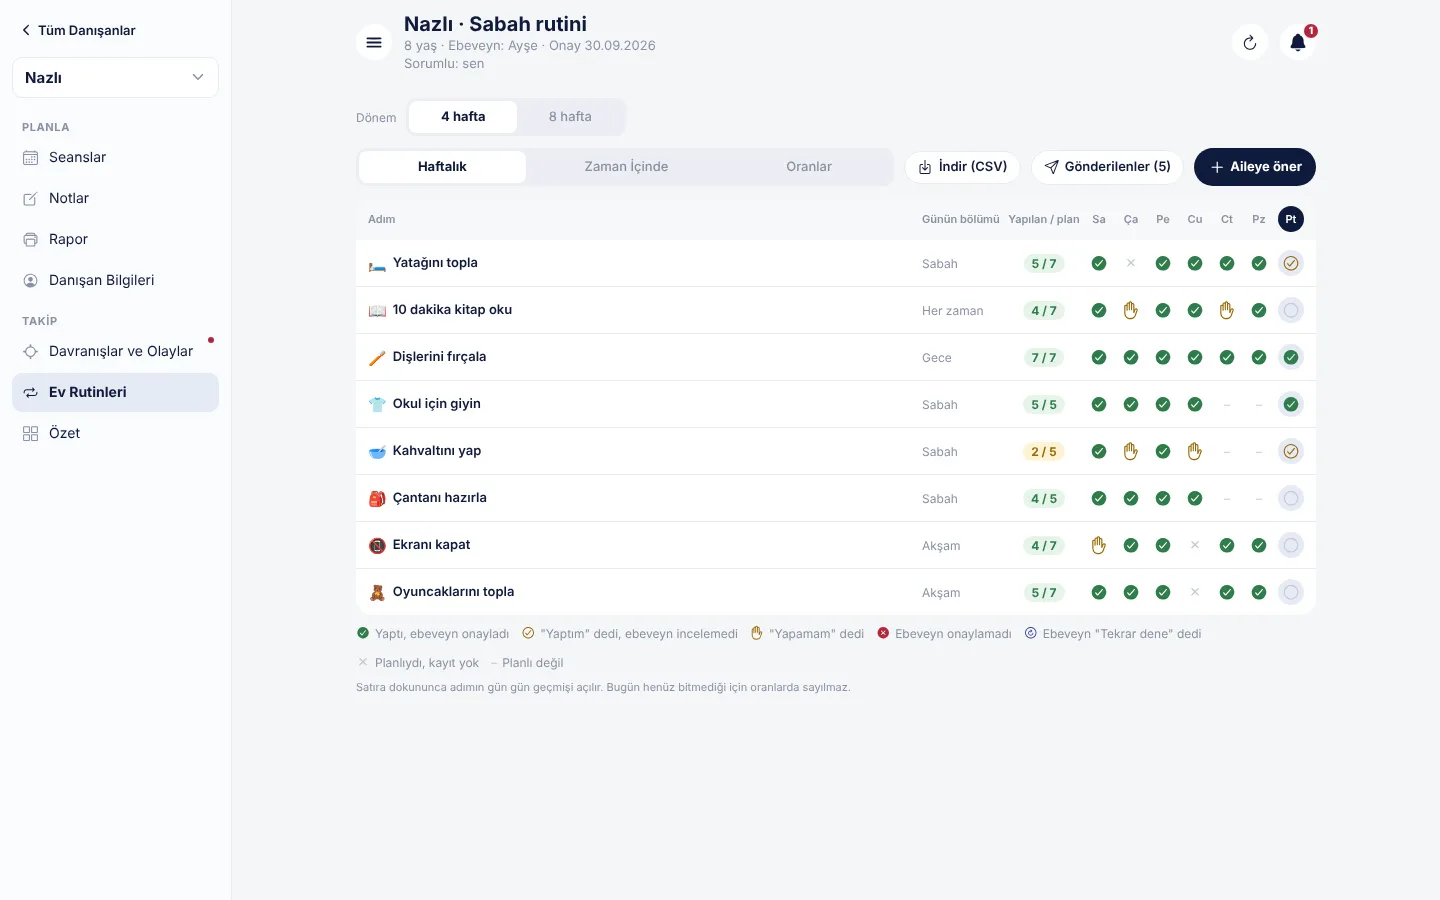 Tüm Danışanlar
Nazlı
PLANLA
Seanslar
Notlar
Rapor
Danışan Bilgileri
TAKİP
Davranışlar ve Olaylar
Ev Rutinleri
Özet
Nazlı · Sabah rutini
8 yaş · Ebeveyn: Ayşe · Onay 30.09.2026
Sorumlu: sen
1
Dönem 4 hafta 8 hafta
Haftalık Zaman İçinde Oranlar İndir (CSV) Gönderilenler (5) + Aileye öner
Adım Günün bölümü Yapılan / plan Sa Ça Pe Cu Ct Pz Pt
Yatağını topla Sabah 5 / 7
10 dakika kitap oku Her zaman 4 / 7
Dişlerini fırçala Gece 7 / 7
Okul için giyin Sabah 5 / 5 – –
Kahvaltını yap Sabah 2 / 5 – –
Çantanı hazırla Sabah 4 / 5 – –
Ekranı kapat Akşam 4 / 7
Oyuncaklarını topla Akşam 5 / 7
Yaptı, ebeveyn onayladı "Yaptım" dedi, ebeveyn incelemedi "Yapamam" dedi Ebeveyn onaylamadı Ebeveyn "Tekrar dene" dedi
Planlıydı, kayıt yok – Planlı değil
Satıra dokununca adımın gün gün geçmişi açılır. Bugün henüz bitmediği için oranlarda sayılmaz.